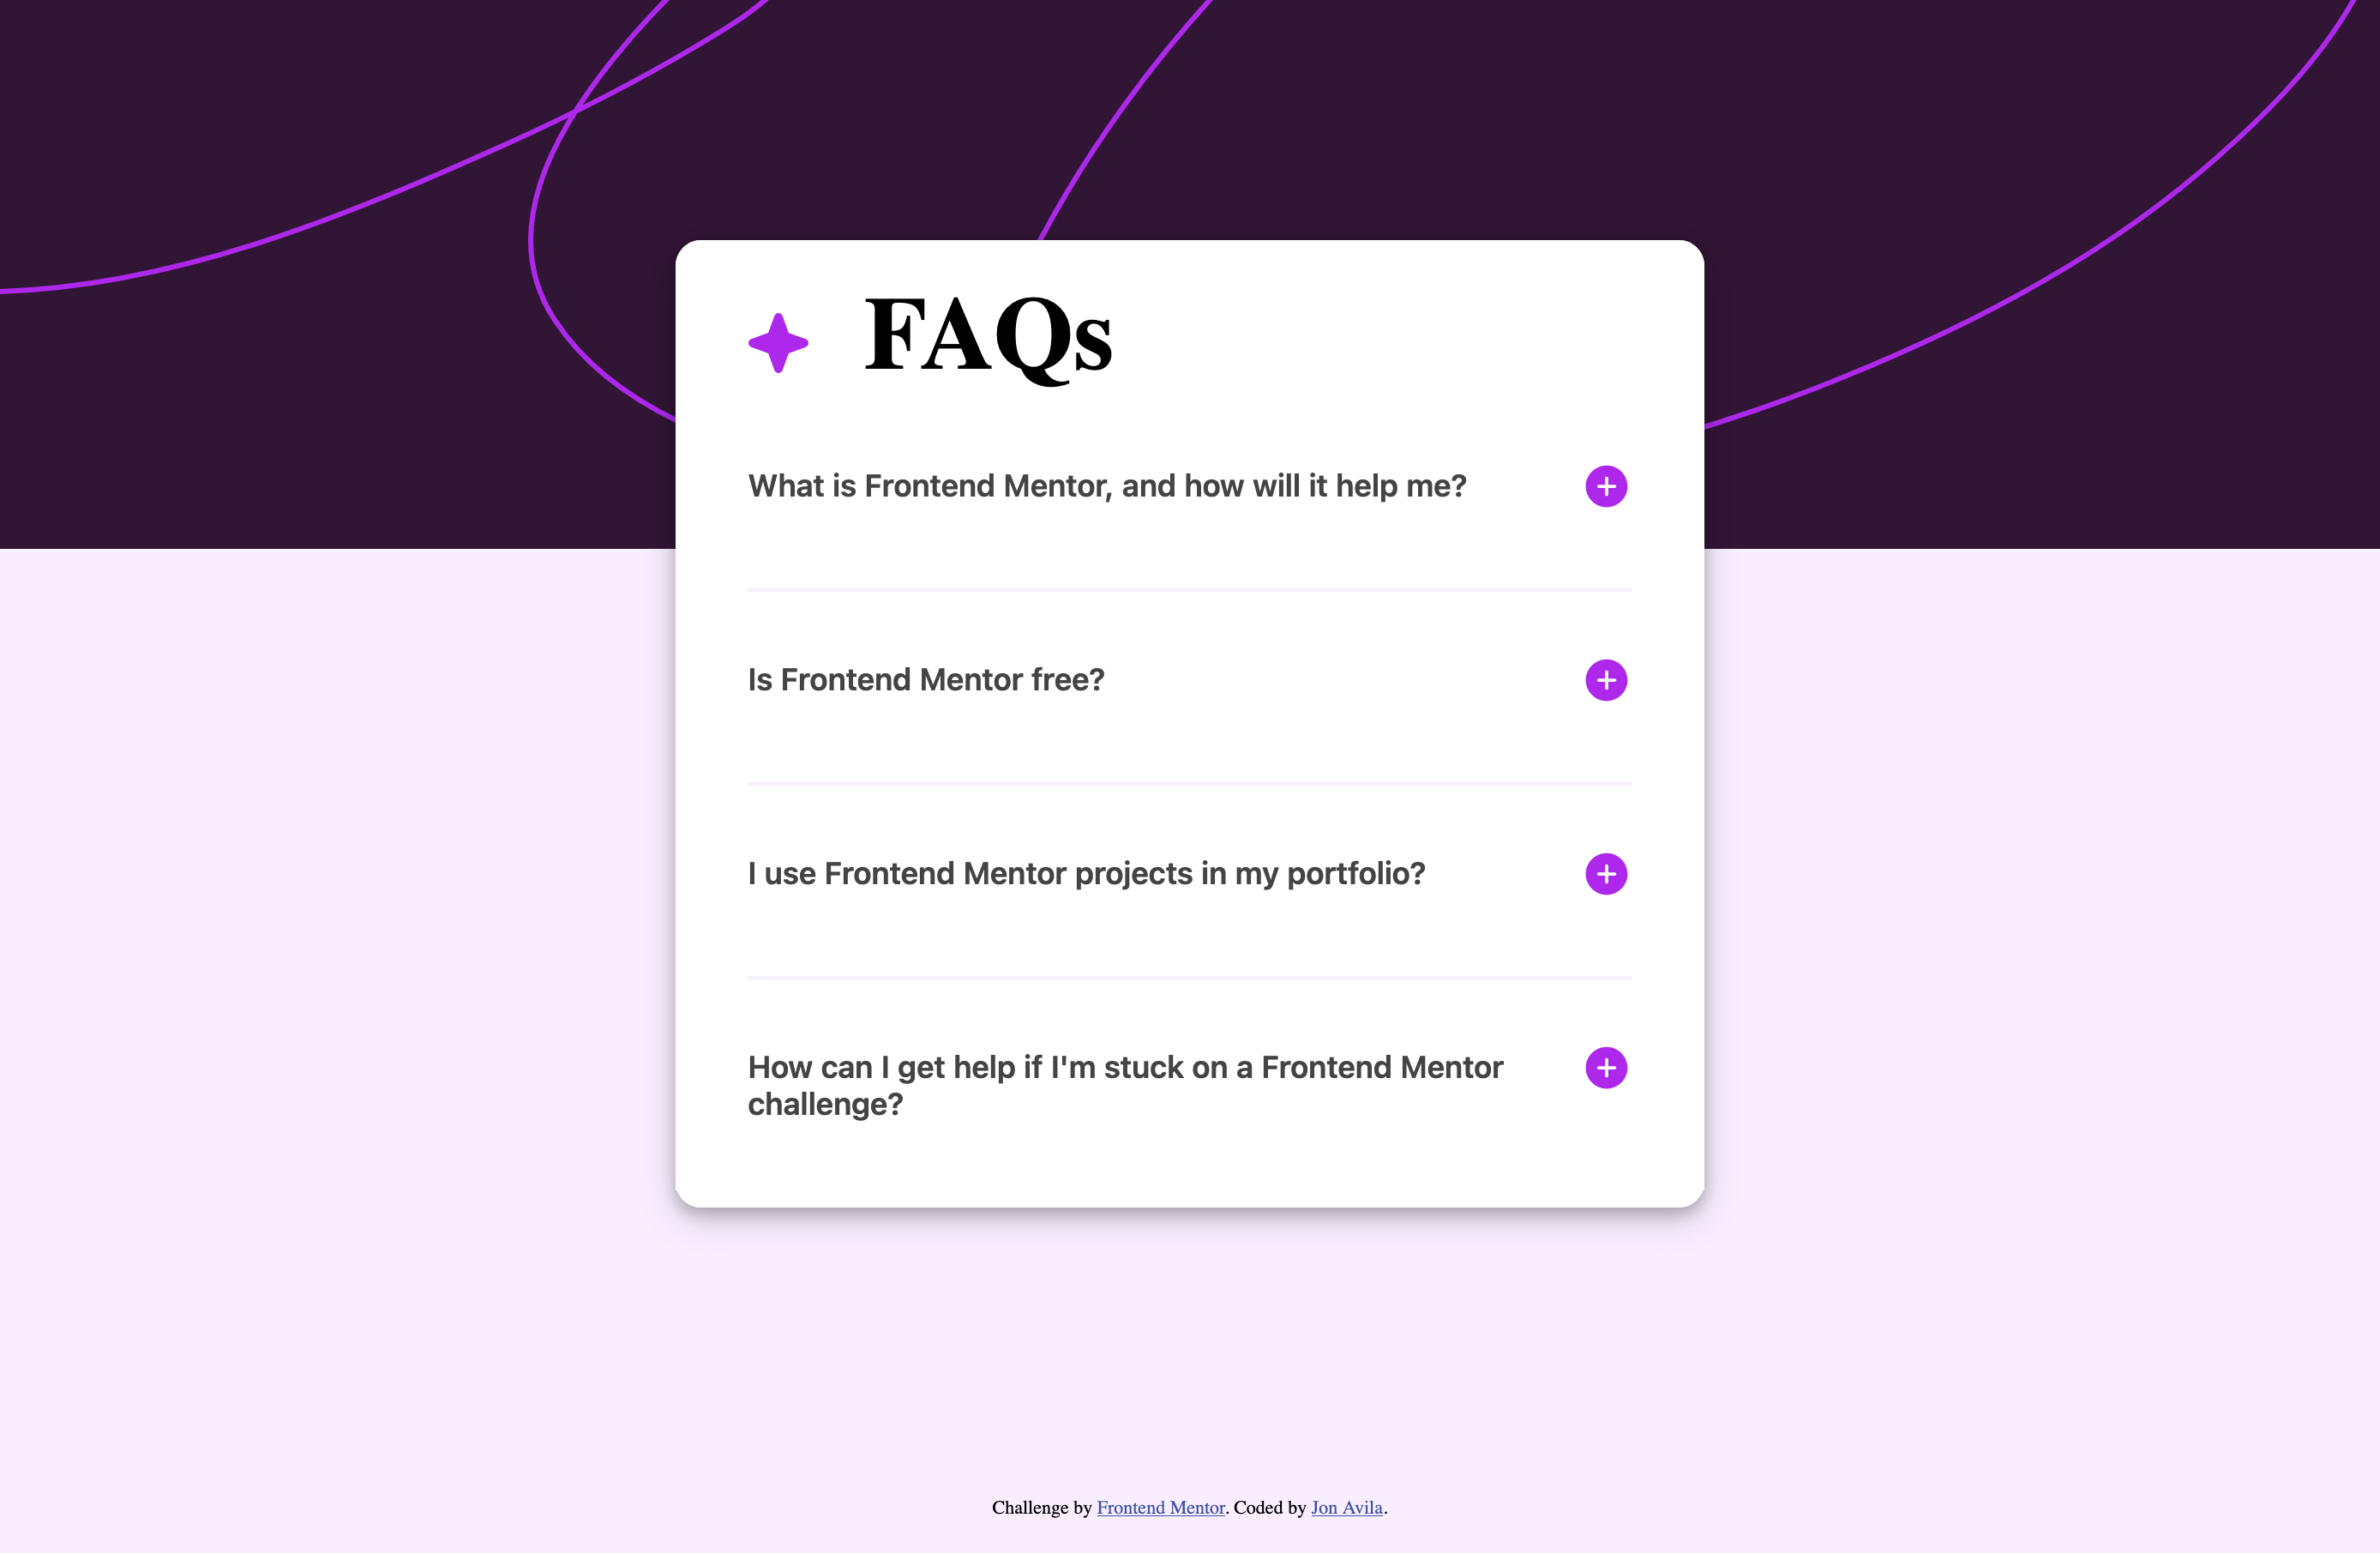 FAQs
What is Frontend Mentor, and how will it help me?
Is Frontend Mentor free?
I use Frontend Mentor projects in my portfolio?
How can I get help if I'm stuck on a Frontend Mentor
challenge?
Challenge by Frontend Mentor. Coded by Jon Avila.